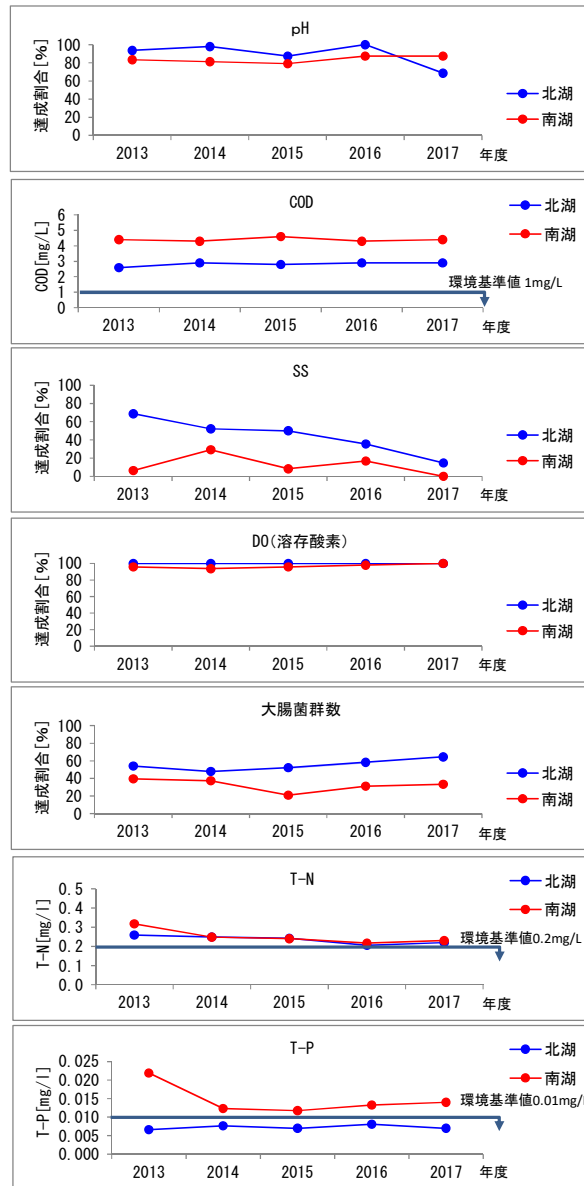 pH
達成割合[%]
100
80
60
40
20
0
2013 2014 2015 2016 2017 年度
北湖
南湖
COD
COD[mg/L]
6
5
4
3
2
1
0
2013 2014 2015 2016 2017 年度
北湖
南湖
環境基準値 1mg/L
SS
達成割合[%]
100
80
60
40
20
0
2013 2014 2015 2016 2017 年度
北湖
南湖
DO(溶存酸素)
達成割合[%]
100
80
60
40
20
0
2013 2014 2015 2016 2017 年度
北湖
南湖
大腸菌群数
達成割合[%]
100
80
60
40
20
0
2013 2014 2015 2016 2017 年度
北湖
南湖
T-N
T-N[mg/l]
0.5
0.4
0.3
0.2
0.1
0.0
2013 2014 2015 2016 2017 年度
北湖
南湖
環境基準値0.2mg/L
T-P
T-P[mg/l]
0.025
0.020
0.015
0.010
0.005
0.000
2013 2014 2015 2016 2017 年度
北湖
南湖
環境基準値0.01mg/L